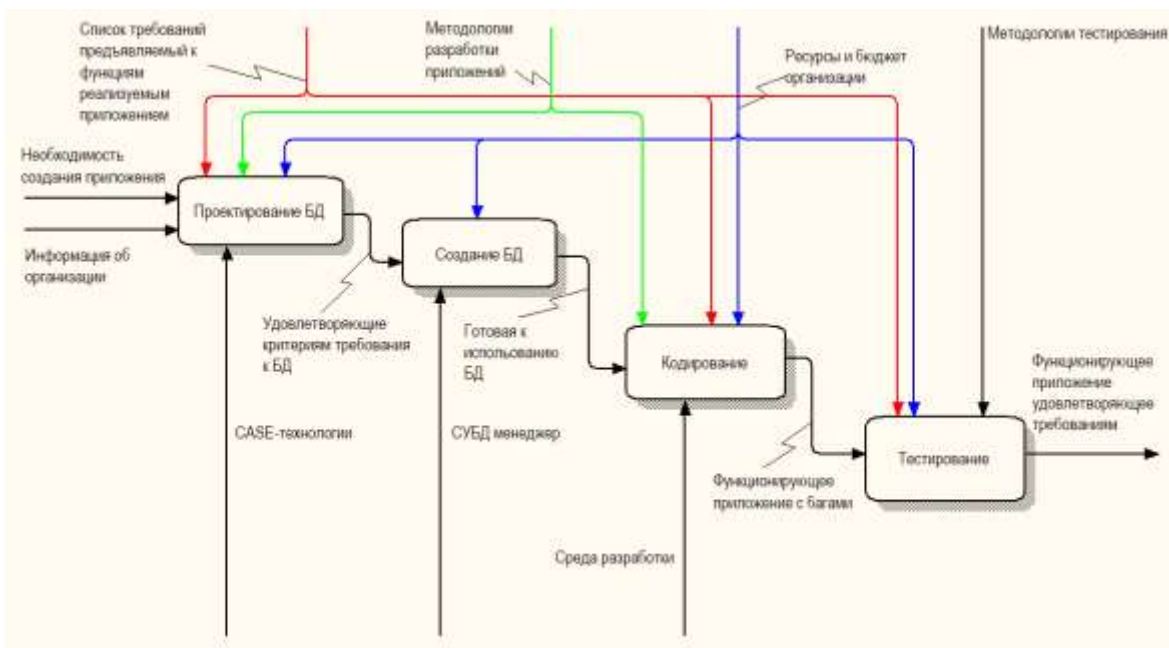 Список требований
предъявляемый к
функциям
реализуемым
приложением
Методологии
разработки
приложений
Ресурсы и бюджет
организации
Методологии тестирования
Необходимость
создания приложения
Информация об
организации
Проектирование БД
Создание БД
Удовлетворяющие
критериям требования
к БД
Готовая к
использованию
БД
Кодирование
Функционирующее
приложение
удовлетворяющее
требованиям
CASE-технологии
СУБД менеджер
Тестирование
Функционирующее
приложение с багами
Среда разработки